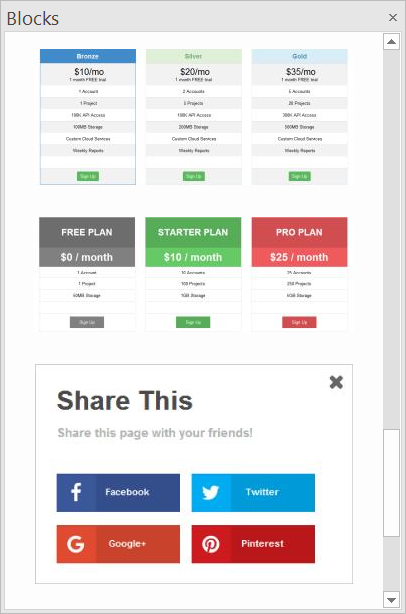 Blocks
Bronze
$10/mo
1 month FREE trial
1 Account
1 Project
100K API Access
100MB Storage
Custom Cloud Services
Weekly Reports
Sign Up
Silver
$20/mo
1 month FREE trial
2 Accounts
5 Projects
200K API Access
200MB Storage
Custom Cloud Services
Weekly Reports
Sign Up
Gold
$35/mo
1 month FREE trial
5 Accounts
20 Projects
300K API Access
500MB Storage
Custom Cloud Services
Weekly Reports
Sign Up
FREE PLAN
$0 / month
1 Account
1 Project
50MB Storage
Sign Up
STARTER PLAN
$10 / month
10 Accounts
100 Projects
1GB Storage
Sign Up
PRO PLAN
$25 / month
25 Accounts
250 Projects
5GB Storage
Sign Up
Share This
Share this page with your friends!
Facebook
Twitter
Google+
Pinterest